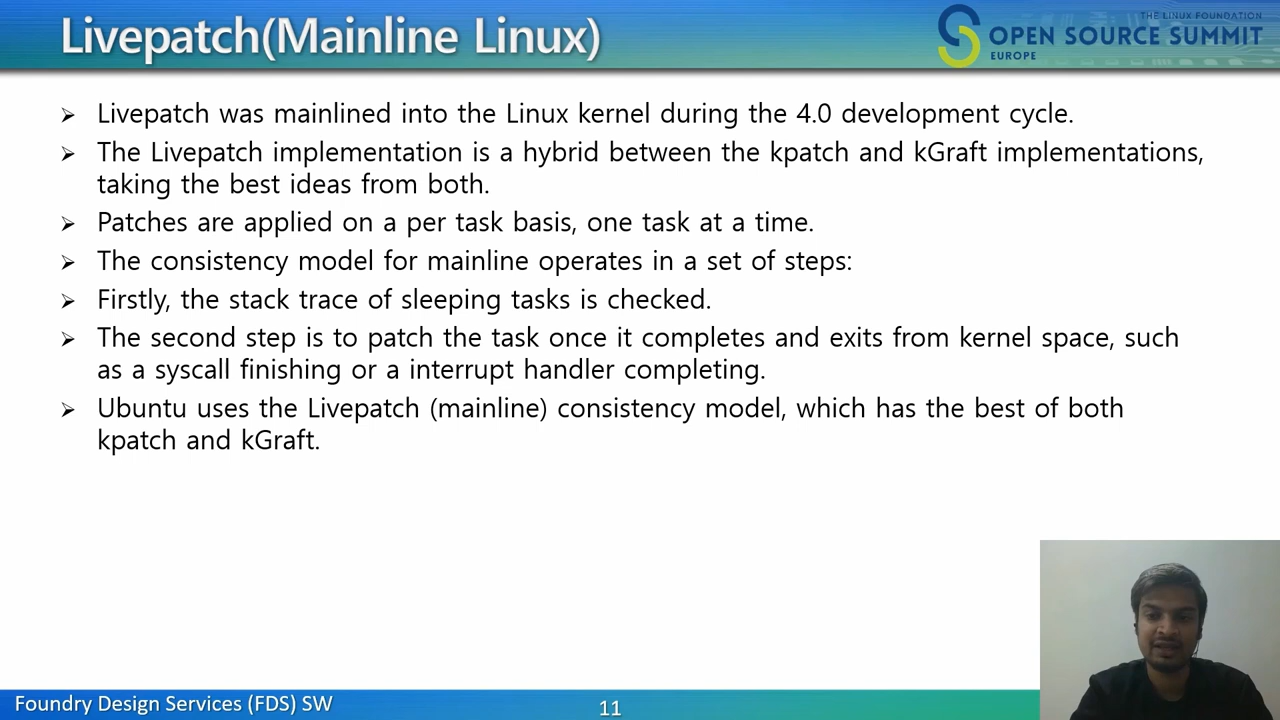 Livepatch(Mainline Linux)
THE LINUX FOUNDATION
OPEN SOURCE SUMMIT
EUROPE
Livepatch was mainlined into the Linux kernel during the 4.0 development cycle.
The Livepatch implementation is a hybrid between the kpatch and kGraft implementations,
taking the best ideas from both.
Patches are applied on a per task basis, one task at a time.
The consistency model for mainline operates in a set of steps:
Firstly, the stack trace of sleeping tasks is checked.
The second step is to patch the task once it completes and exits from kernel space, such
as a syscall finishing or a interrupt handler completing.
Ubuntu uses the Livepatch (mainline) consistency model, which has the best of both
kpatch and kGraft.
Foundry Design Services (FDS) SW
11